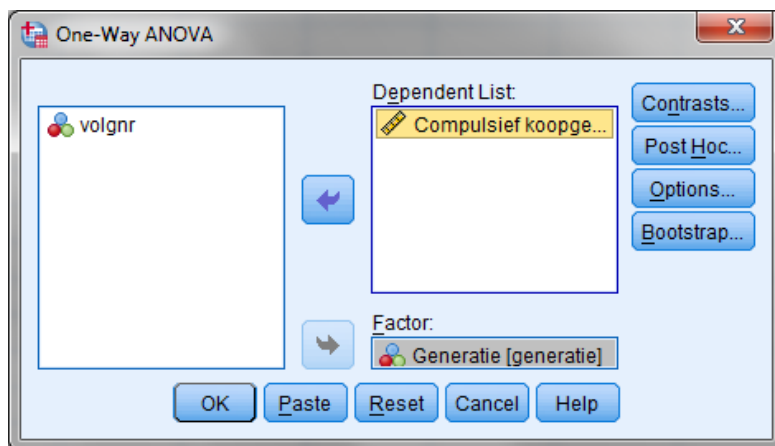 One-Way ANOVA
Dependent List:
volgnr
Compulsief koopge...
Contrasts...
Post Hoc...
Options...
Bootstrap...
Factor:
Generatie [generatie]
OK Paste Reset Cancel Help